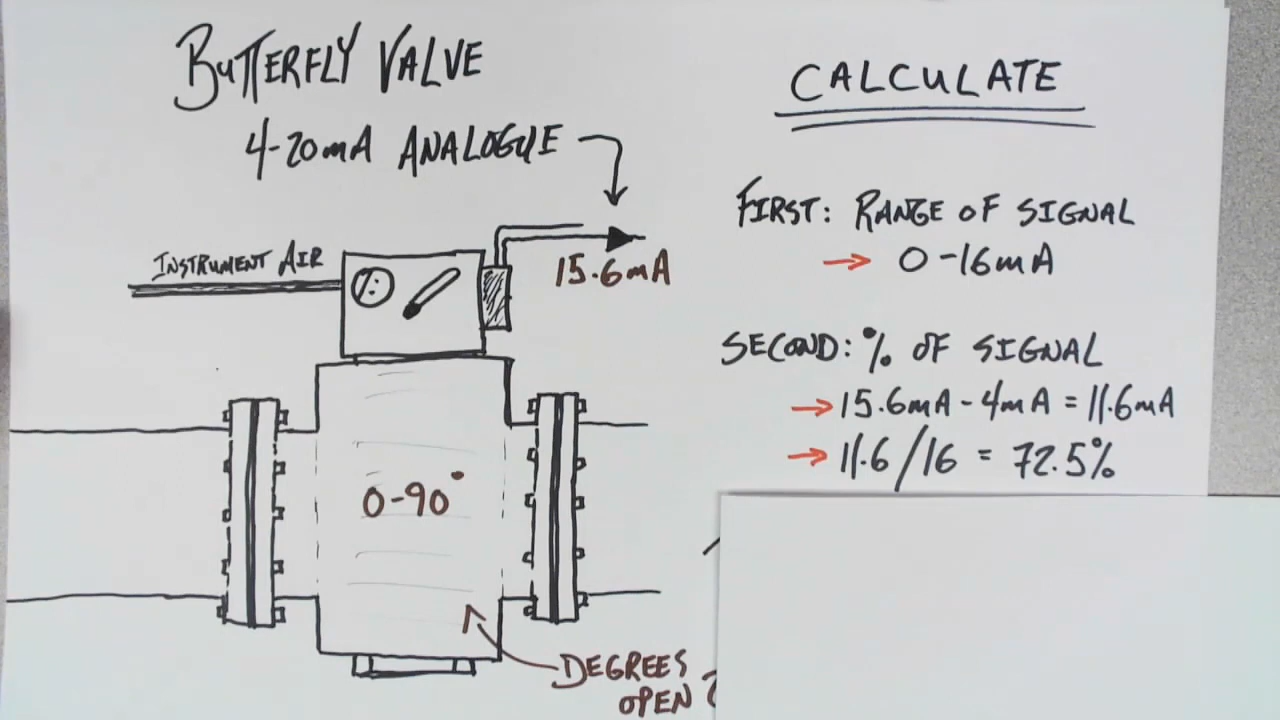 BUTTERFLY VALVE
4-20mA ANALOGUE
INSTRUMENT AIR
15.6mA
0-90°
DEGREES
OPEN ?
CALCULATE
FIRST: RANGE OF SIGNAL
→ 0-16mA
SECOND: % OF SIGNAL
→ 15.6mA - 4mA = 11.6mA
→ 11.6/16 = 72.5%